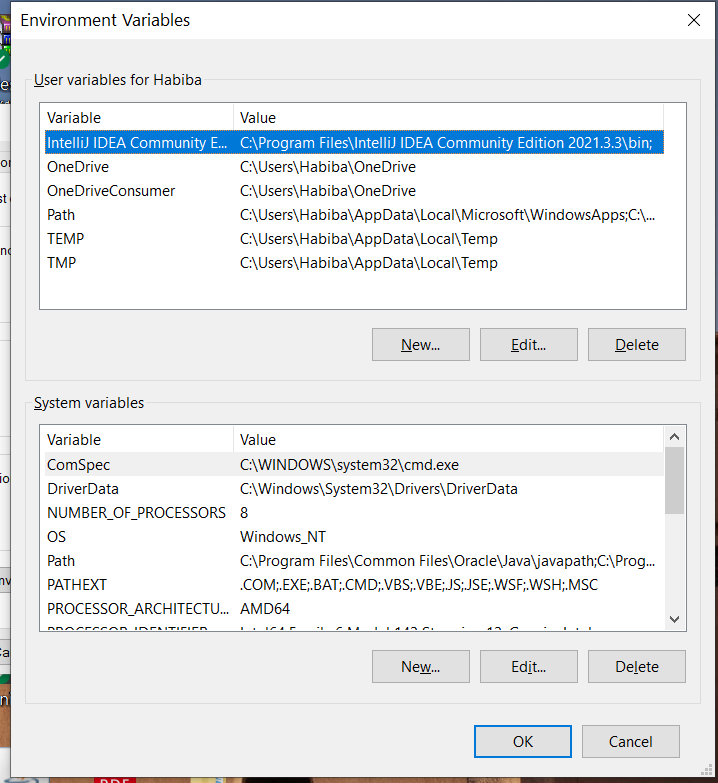 Environment Variables
User variables for Habiba
Variable Value
IntelliJ IDEA Community E... C:\Program Files\IntelliJ IDEA Community Edition 2021.3.3\bin;
OneDrive C:\Users\Habiba\OneDrive
OneDriveConsumer C:\Users\Habiba\OneDrive
Path C:\Users\Habiba\AppData\Local\Microsoft\WindowsApps;C:\...
TEMP C:\Users\Habiba\AppData\Local\Temp
TMP C:\Users\Habiba\AppData\Local\Temp
New... Edit... Delete
System variables
Variable Value
ComSpec C:\WINDOWS\system32\cmd.exe
DriverData C:\Windows\System32\Drivers\DriverData
NUMBER_OF_PROCESSORS 8
OS Windows_NT
Path C:\Program Files\Common Files\Oracle\Java\javapath;C:\Prog...
PATHEXT .COM;.EXE;.BAT;.CMD;.VBS;.VBE;.JS;.JSE;.WSF;.WSH;.MSC
PROCESSOR_ARCHITECTU... AMD64
New... Edit... Delete
OK Cancel